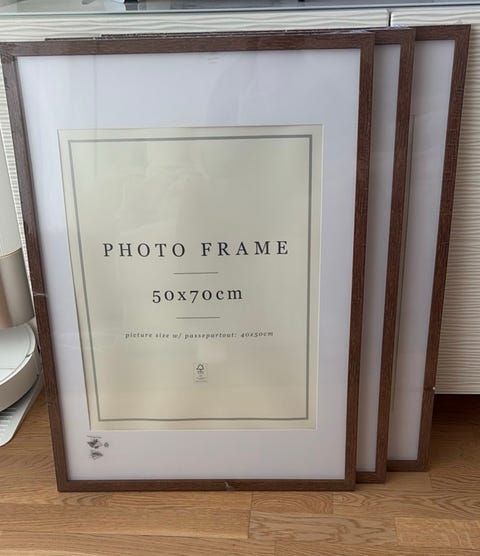 PHOTO FRAME
50x70cm
picture size w/ passepartout: 40x50cm